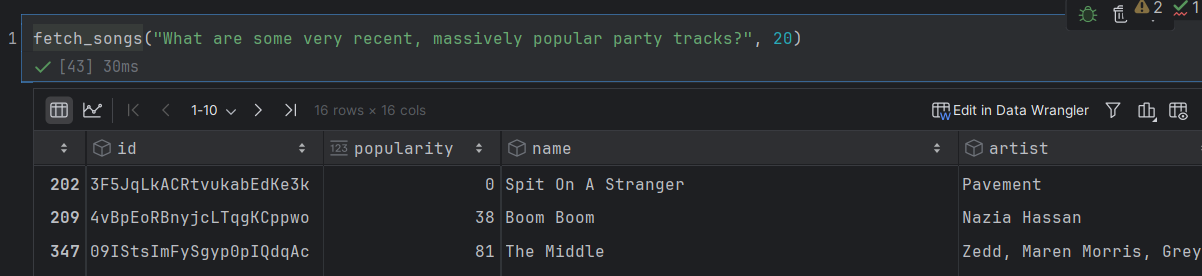 2 1
1 fetch_songs("What are some very recent, massively popular party tracks?", 20)
[43] 30ms
1-10 16 rows × 16 cols Edit in Data Wrangler
id 123 popularity name artist
202 3F5JqLkACRtvukabEdKe3k 0 Spit On A Stranger Pavement
209 4vBpEoRBnyjcLTqgKCppwo 38 Boom Boom Nazia Hassan
347 09IStsImFySgyp0pIQdqAc 81 The Middle Zedd, Maren Morris, Grey